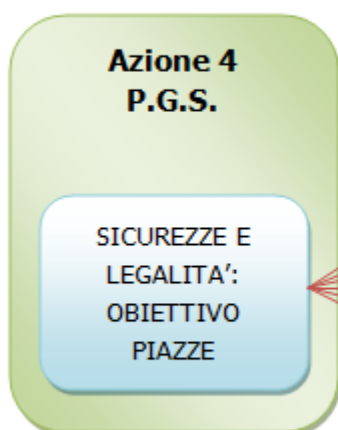 Azione 4
P.G.S.
SICUREZZE E
LEGALITA’:
OBIETTIVO
PIAZZE